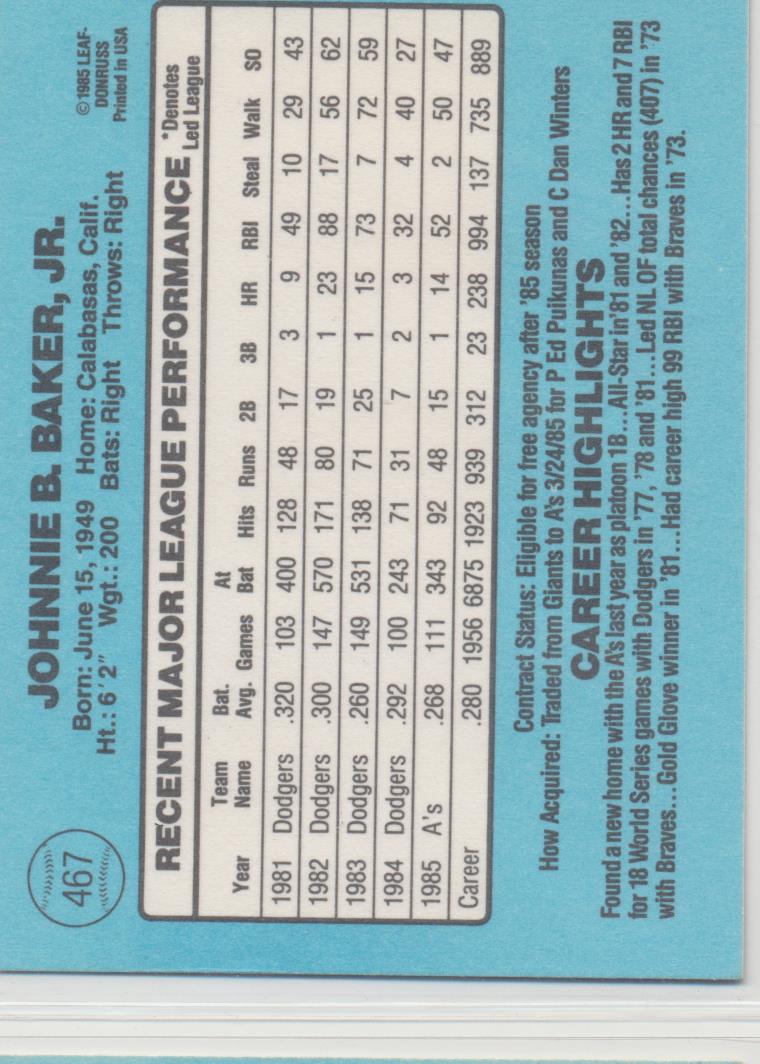 467
JOHNNIE B. BAKER, JR.
© 1985 LEAF-
DONRUSS
Printed in USA
Born: June 15, 1949 Home: Calabasas, Calif.
Ht.: 6' 2" Wgt.: 200 Bats: Right Throws: Right
RECENT MAJOR LEAGUE PERFORMANCE
*Denotes
Led League
Year Team Name Bat. Avg. Games At Bat Hits Runs 2B 3B HR RBI Steal Walk SO
1981 Dodgers .320 103 400 128 48 17 3 9 49 10 29 43
1982 Dodgers .300 147 570 171 80 19 1 23 88 17 56 62
1983 Dodgers .260 149 531 138 71 25 1 15 73 7 72 59
1984 Dodgers .292 100 243 71 31 7 2 3 32 4 40 27
1985 A's .268 111 343 92 48 15 1 14 52 2 50 47
Career .280 1956 6875 1923 939 312 23 238 994 137 735 889
Contract Status: Eligible for free agency after '85 season
How Acquired: Traded from Giants to A's 3/24/85 for P Ed Puikunas and C Dan Winters
CAREER HIGHLIGHTS
Found a new home with the A's last year as platoon 1B...All-Star in '81 and '82...Has 2 HR and 7 RBI
for 18 World Series games with Dodgers in '77, '78 and '81...Led NL OF total chances (407) in '73
with Braves...Gold Glove winner in '81...Had career high 99 RBI with Braves in '73.